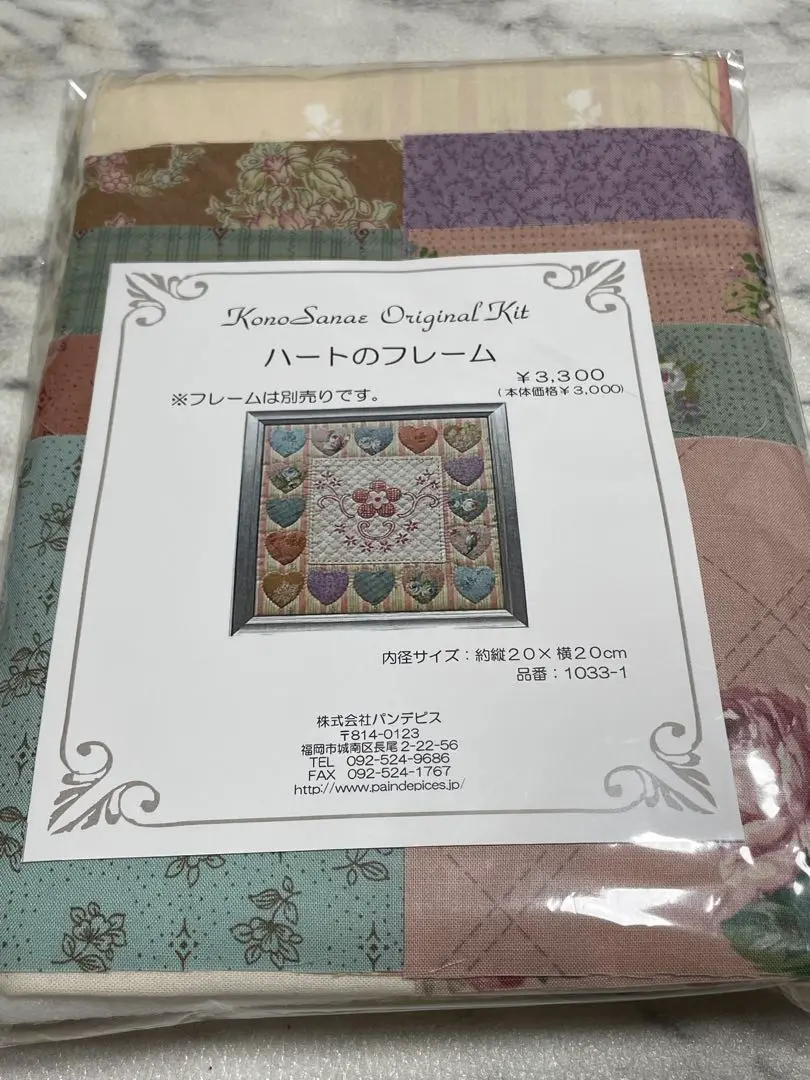 KonoSanae Original Kit
ハートのフレーム
¥3,300
※フレームは別売りです。
(本体価格¥3,000)
内径サイズ：約縦20×横20cm
品番：1033-1
株式会社パンデピス
〒814-0123
福岡市城南区長尾2-22-56
TEL 092-524-9686
FAX 092-524-1767
http://www.paindepices.jp/